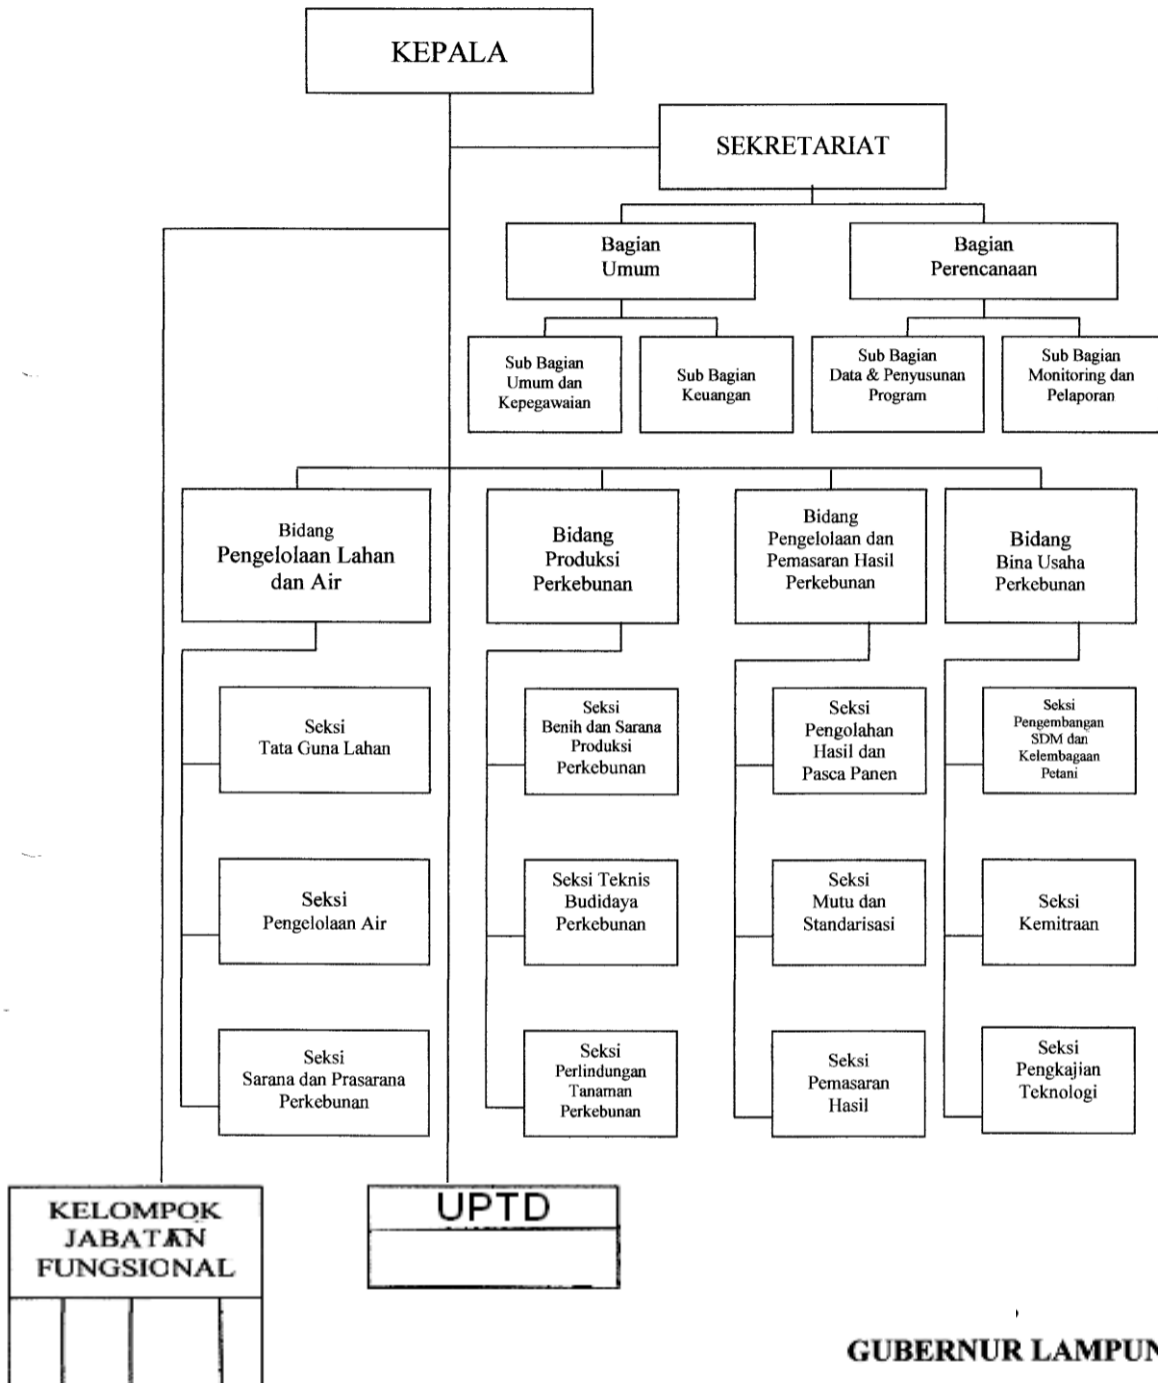 KEPALA
SEKRETARIAT
Bagian
Umum
Bagian
Perencanaan
Sub Bagian
Umum dan
Kepegawaian
Sub Bagian
Keuangan
Sub Bagian
Data & Penyusunan
Program
Sub Bagian
Monitoring dan
Pelaporan
Bidang
Pengelolaan Lahan
dan Air
Bidang
Produksi
Perkebunan
Bidang
Pengelolaan dan
Pemasaran Hasil
Perkebunan
Bidang
Bina Usaha
Perkebunan
Seksi
Tata Guna Lahan
Seksi
Benih dan Sarana
Produksi
Perkebunan
Seksi
Pengolahan
Hasil dan
Pasca Panen
Seksi
Pengembangan
SDM dan
Kelembagaan
Petani
Seksi
Pengelolaan Air
Seksi Teknis
Budidaya
Perkebunan
Seksi
Mutu dan
Standarisasi
Seksi
Kemitraan
Seksi
Sarana dan Prasarana
Perkebunan
Seksi
Perlindungan
Tanaman
Perkebunan
Seksi
Pemasaran
Hasil
Seksi
Pengkajian
Teknologi
KELOMPOK
JABATAN
FUNGSIONAL
UPTD
GUBERNUR LAMPUN